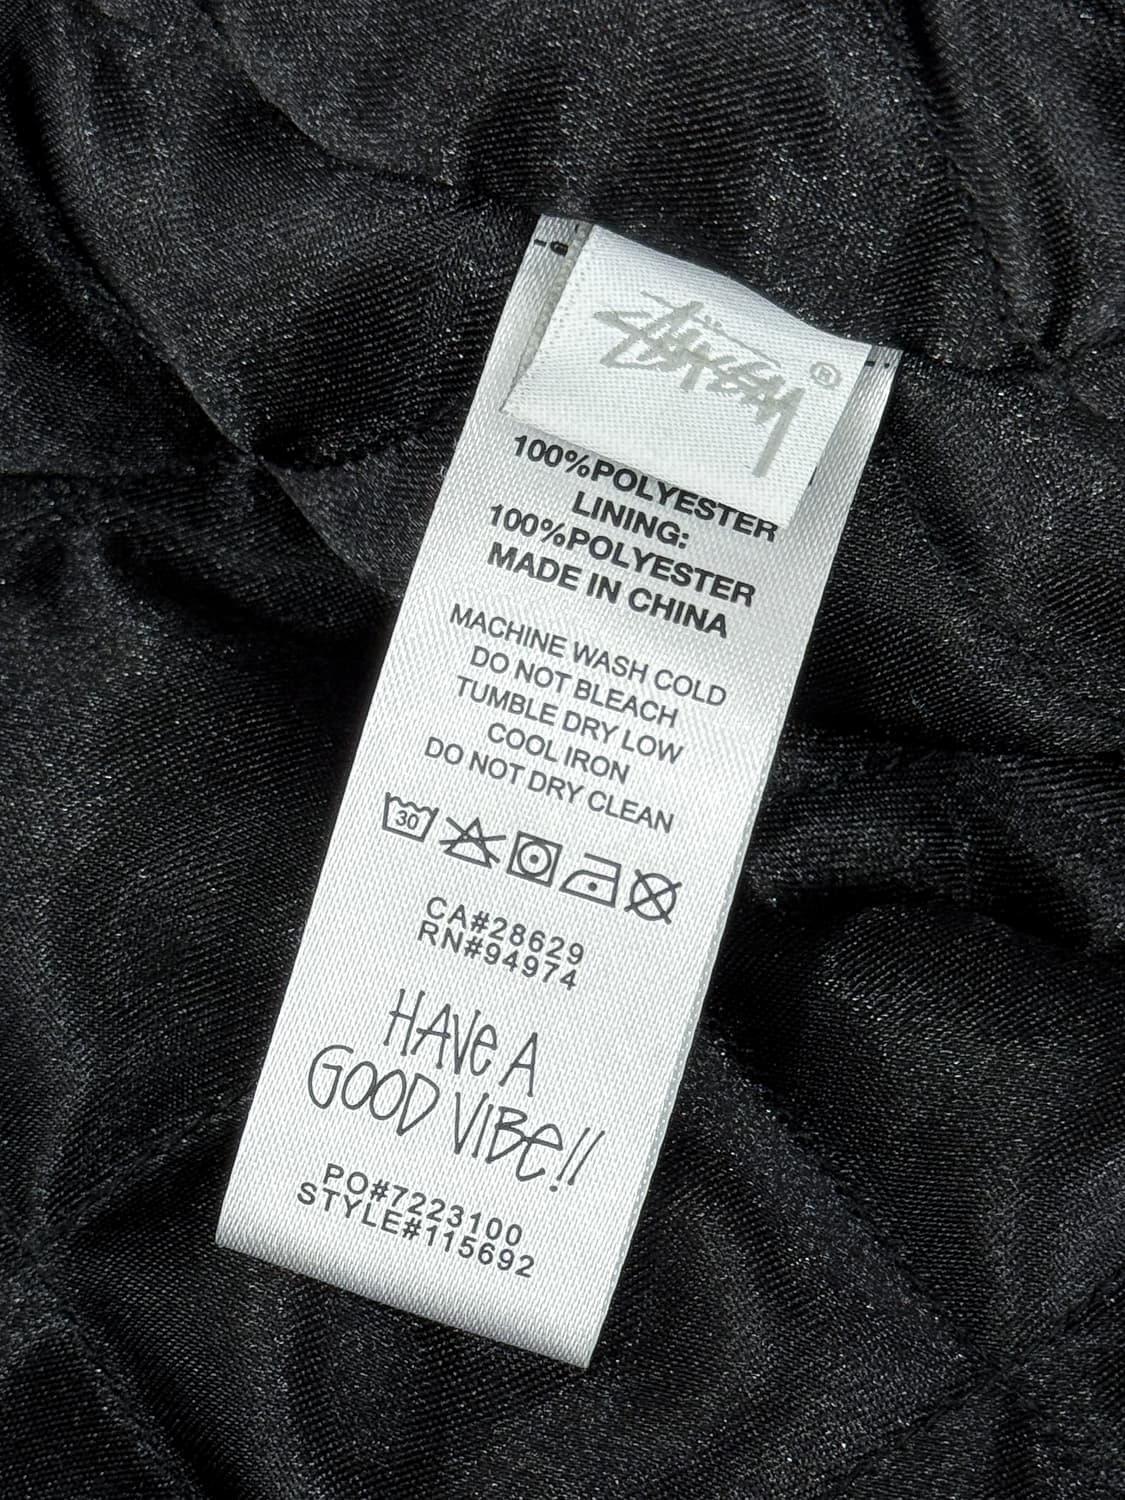 Stüssy ®
100%POLYESTER
LINING:
100%POLYESTER
MADE IN CHINA
MACHINE WASH COLD
DO NOT BLEACH
TUMBLE DRY LOW
COOL IRON
DO NOT DRY CLEAN
30
CA#28629
RN#94974
HAVe A
GOOD VIBe!!
PO#7223100
STYLE#115692